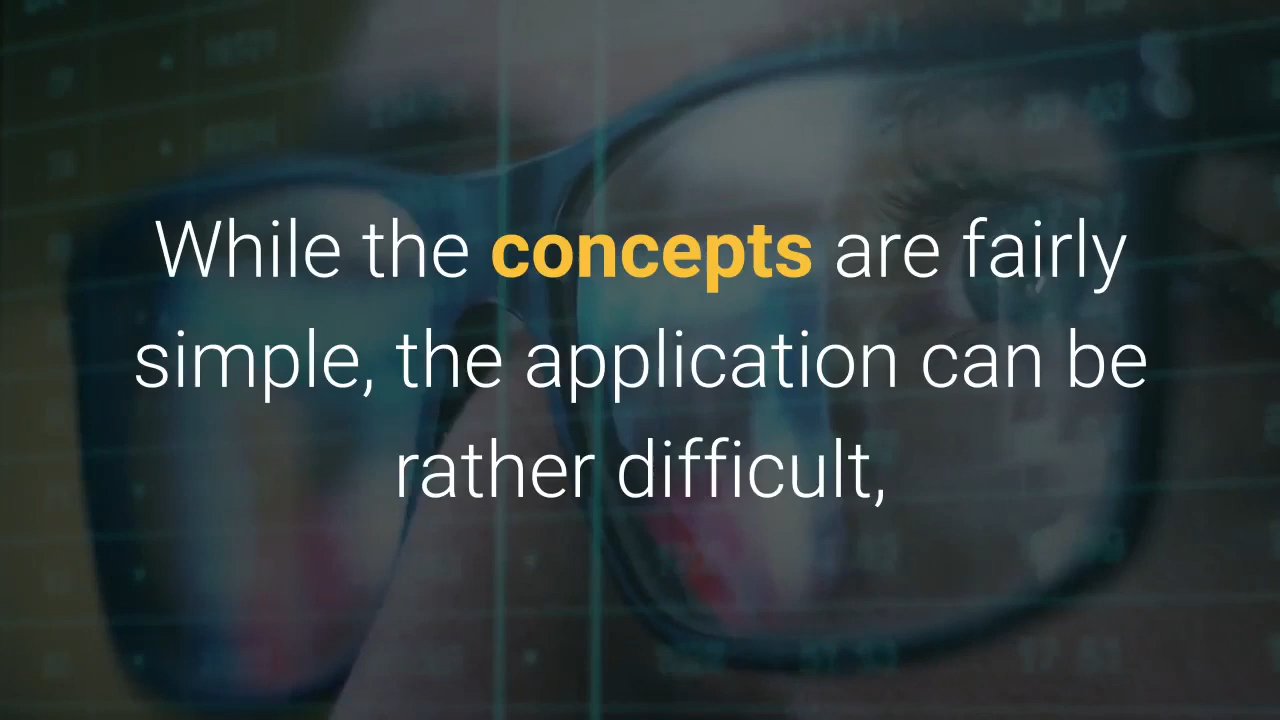 While the concepts are fairly
simple, the application can be
rather difficult,